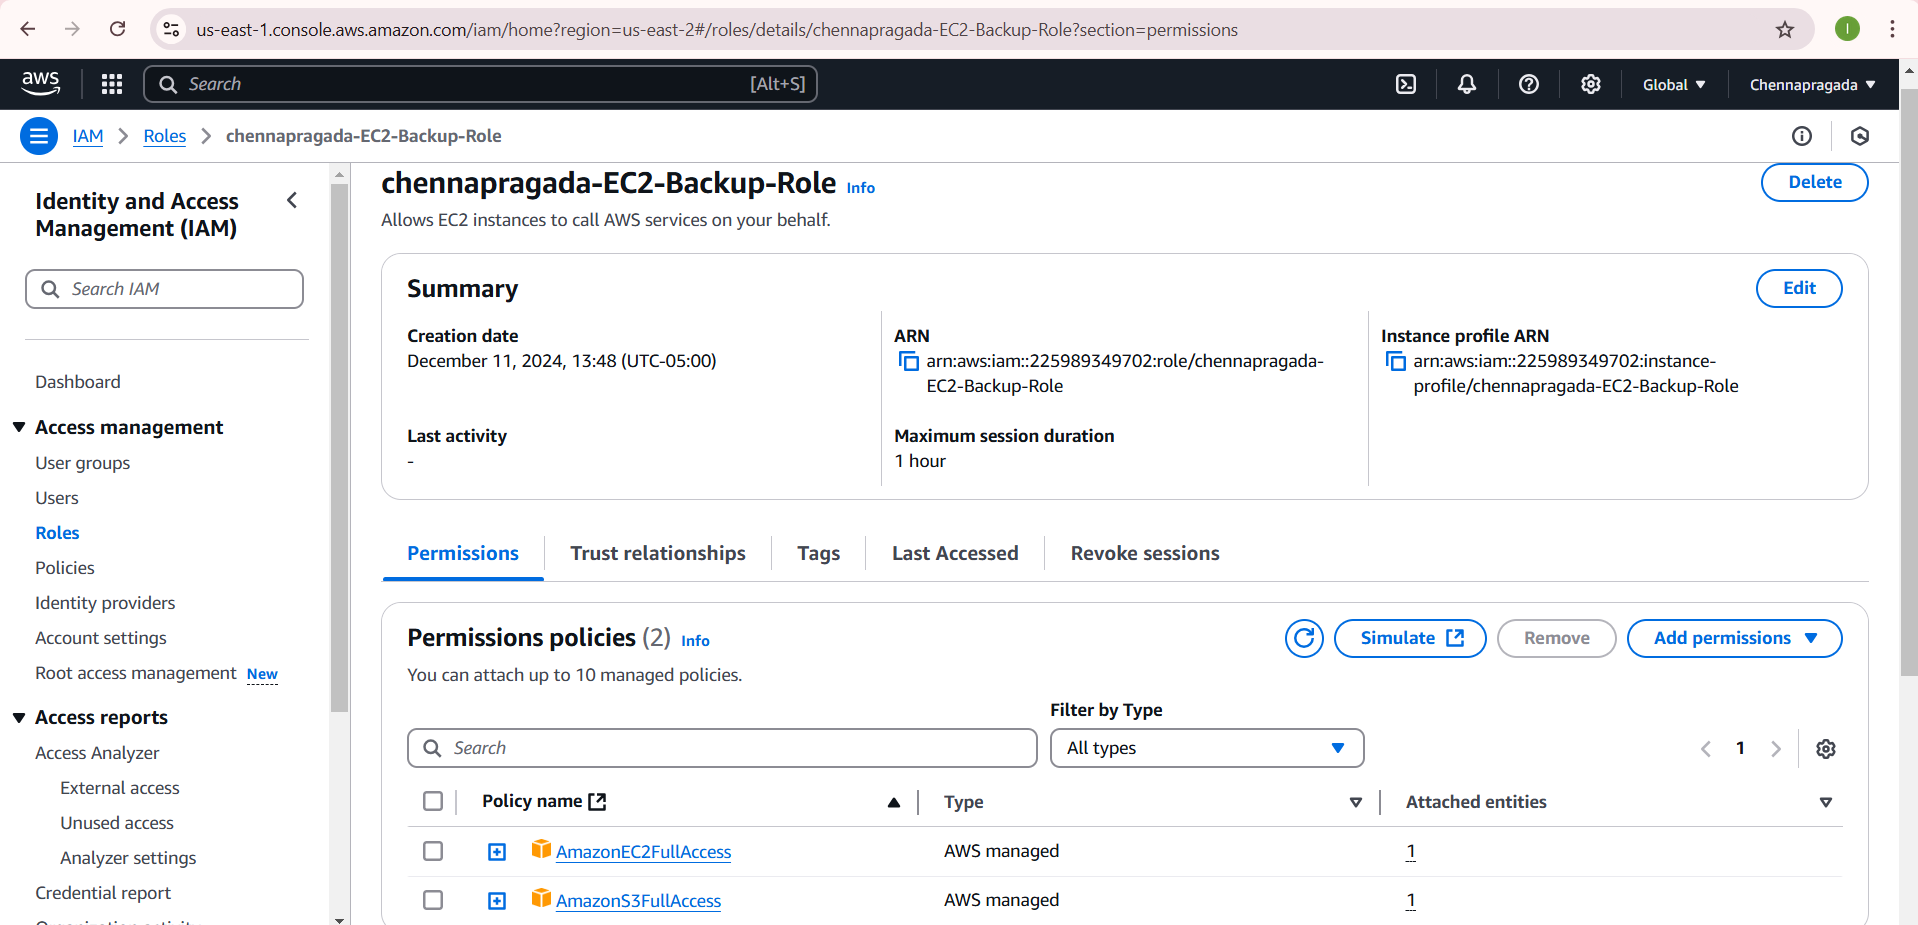 us-east-1.console.aws.amazon.com/iam/home?region=us-east-2#/roles/details/chennapragada-EC2-Backup-Role?section=permissions
I
aws
Search
[Alt+S]
Global
Chennapragada
IAM
Roles
chennapragada-EC2-Backup-Role
Identity and Access
Management (IAM)
Search IAM
Dashboard
Access management
User groups
Users
Roles
Policies
Identity providers
Account settings
Root access management New
Access reports
Access Analyzer
External access
Unused access
Analyzer settings
Credential report
chennapragada-EC2-Backup-Role Info
Delete
Allows EC2 instances to call AWS services on your behalf.
Summary
Edit
Creation date
December 11, 2024, 13:48 (UTC-05:00)
ARN
arn:aws:iam::225989349702:role/chennapragada-
EC2-Backup-Role
Instance profile ARN
arn:aws:iam::225989349702:instance-
profile/chennapragada-EC2-Backup-Role
Last activity
-
Maximum session duration
1 hour
Permissions
Trust relationships
Tags
Last Accessed
Revoke sessions
Permissions policies (2) Info
Simulate
Remove
Add permissions
You can attach up to 10 managed policies.
Filter by Type
Search
All types
1
Policy name
Type
Attached entities
AmazonEC2FullAccess
AWS managed
1
AmazonS3FullAccess
AWS managed
1